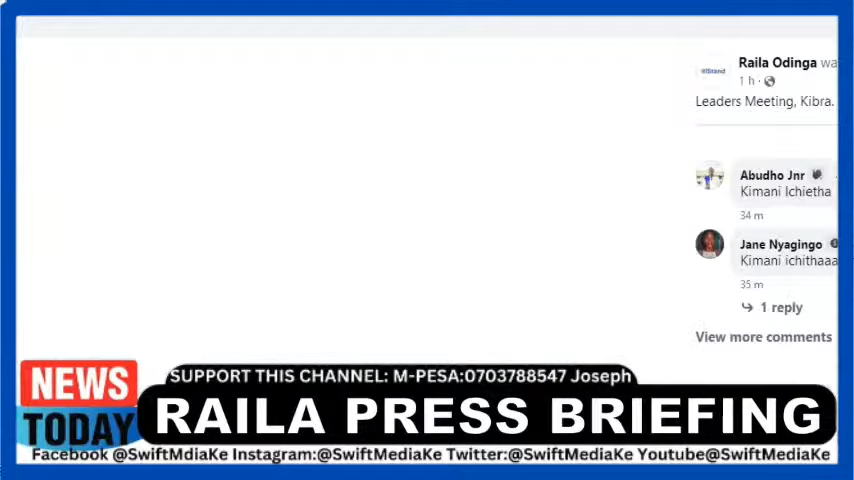 Raila Odinga wa
@IStand
1 h
Leaders Meeting, Kibra.
Abudho Jnr
Kimani Ichietha
34 m
Jane Nyagingo
Kimani ichithaaa
35 m
1 reply
View more comments
SUPPORT THIS CHANNEL: M-PESA:0703788547 Joseph
NEWS
TODAY
RAILA PRESS BRIEFING
Facebook @SwiftMdiaKe Instagram:@SwiftMediaKe Twitter:@SwiftMediaKe Youtube@SwiftMediaKe